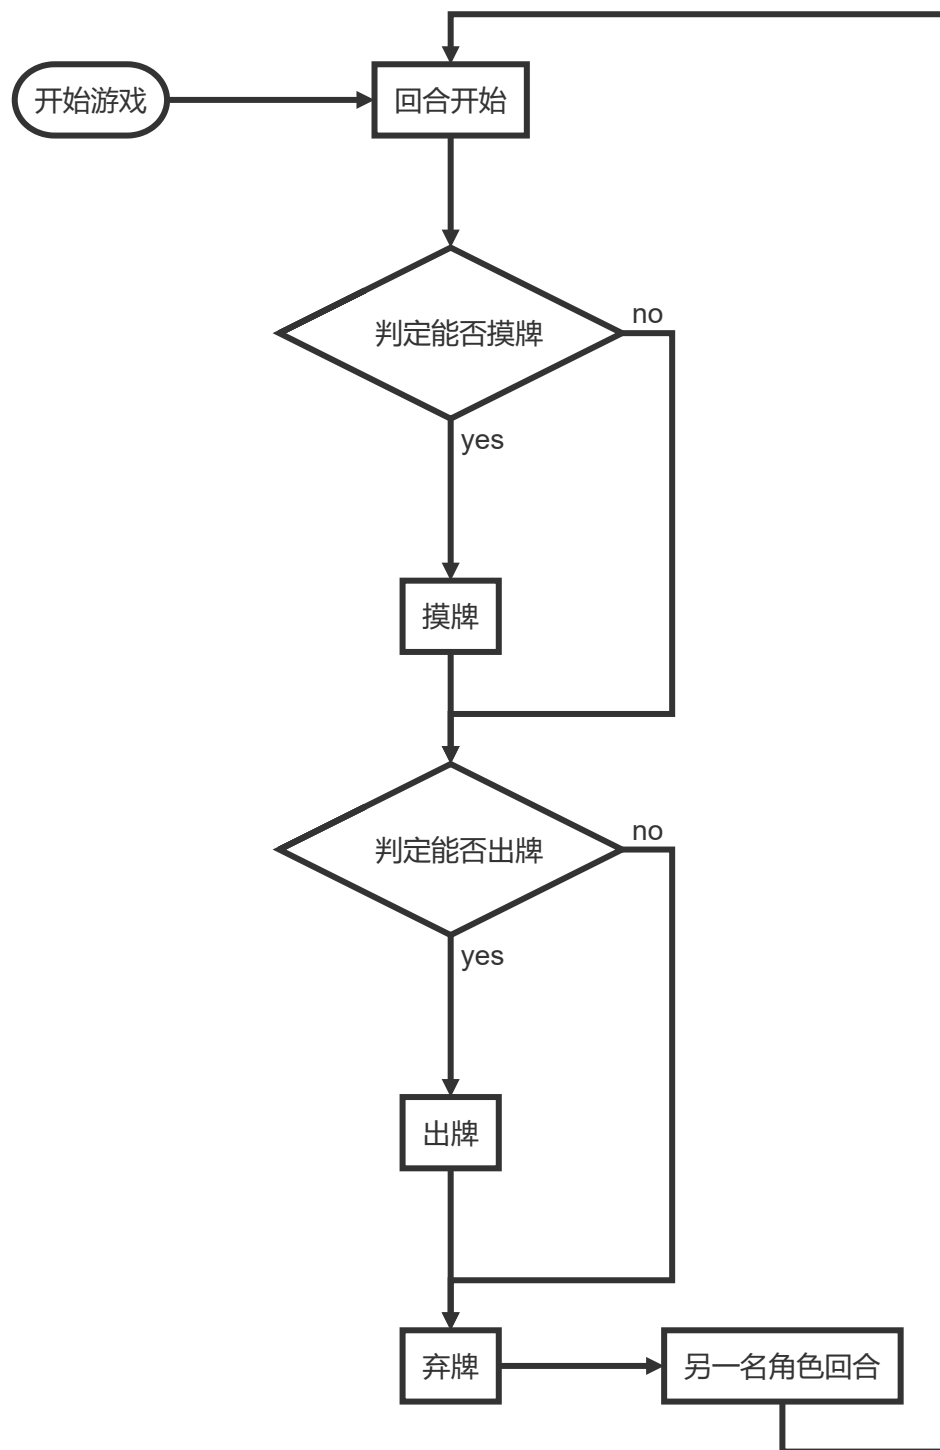 开始游戏
回合开始
判定能否摸牌
no
yes
摸牌
判定能否出牌
no
yes
出牌
弃牌
另一名角色回合